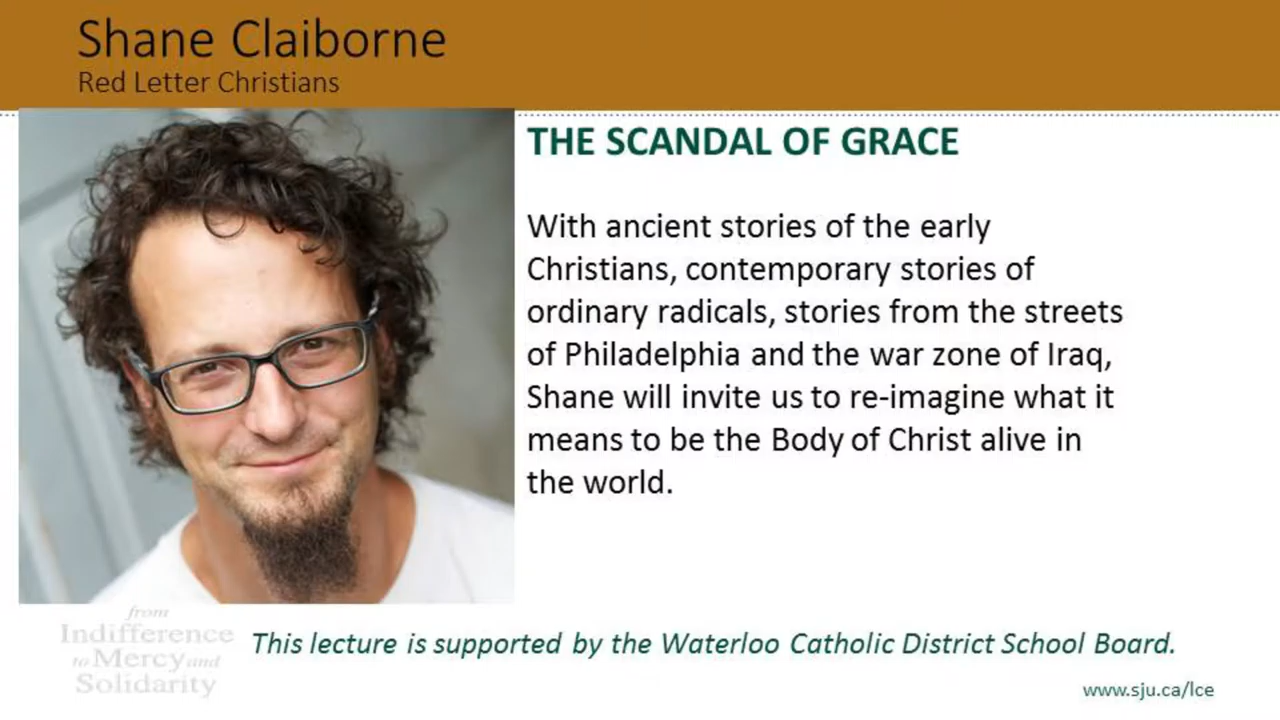 Shane Claiborne
Red Letter Christians
THE SCANDAL OF GRACE
With ancient stories of the early
Christians, contemporary stories of
ordinary radicals, stories from the streets
of Philadelphia and the war zone of Iraq,
Shane will invite us to re-imagine what it
means to be the Body of Christ alive in
the world.
from
Indifference
to Mercy and
Solidarity
This lecture is supported by the Waterloo Catholic District School Board.
www.sju.ca/lce